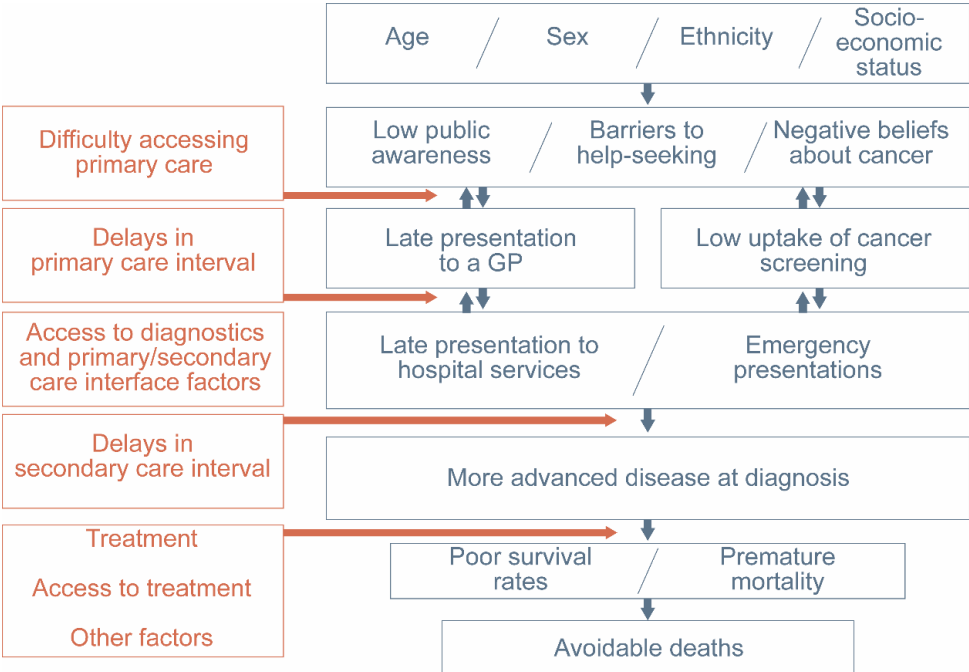 Age / Sex / Ethnicity / Socio-
economic
status
Difficulty accessing
primary care
Low public
awareness
/
Barriers to
help-seeking
/
Negative beliefs
about cancer
Delays in
primary care interval
Late presentation
to a GP
Low uptake of cancer
screening
Access to diagnostics
and primary/secondary
care interface factors
Late presentation to
hospital services
/
Emergency
presentations
Delays in
secondary care interval
More advanced disease at diagnosis
Treatment
Access to treatment
Other factors
Poor survival
rates
/
Premature
mortality
Avoidable deaths